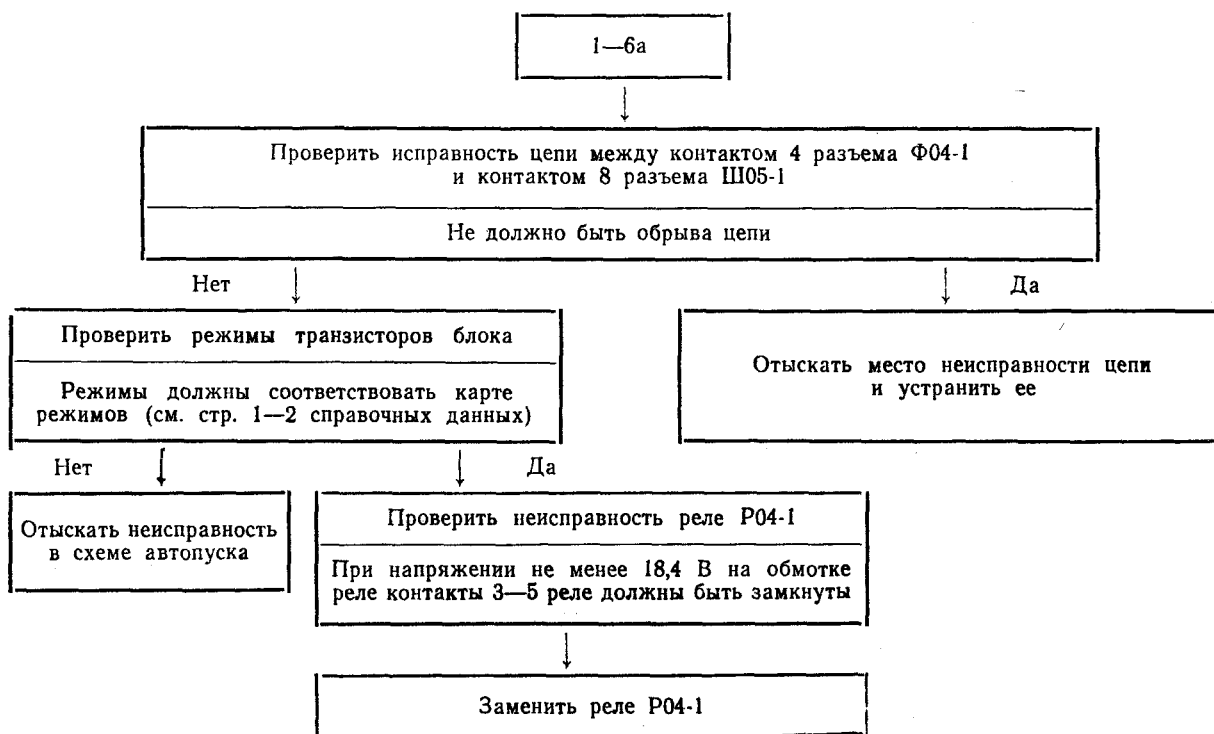 1—6а
Проверить исправность цепи между контактом 4 разъема Ф04-1
и контактом 8 разъема Ш05-1
Не должно быть обрыва цепи
Нет
Да
Проверить режимы транзисторов блока
Режимы должны соответствовать карте
режимов (см. стр. 1—2 справочных данных)
Отыскать место неисправности цепи
и устранить ее
Нет
Да
Отыскать неисправность
в схеме автопуска
Проверить неисправность реле Р04-1
При напряжении не менее 18,4 В на обмотке
реле контакты 3—5 реле должны быть замкнуты
Заменить реле Р04-1